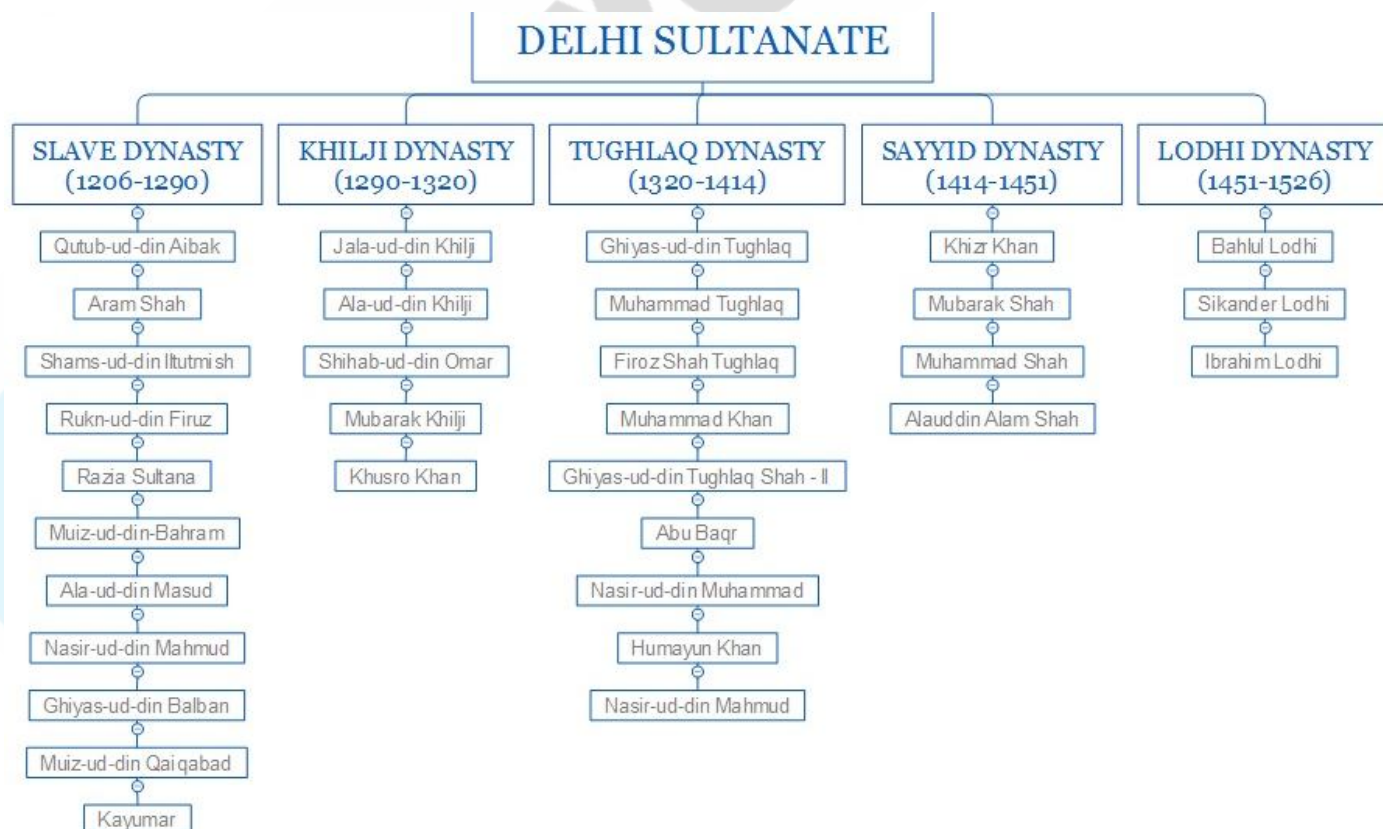 DELHI SULTANATE
SLAVE DYNASTY
(1206-1290)
Qutub-ud-din Aibak
Aram Shah
Shams-ud-din Iltutmish
Rukn-ud-din Firuz
Razia Sultana
Muiz-ud-din-Bahram
Ala-ud-din Masud
Nasir-ud-din Mahmud
Ghiyas-ud-din Balban
Muiz-ud-din Qaiqabad
Kayumar
KHILJI DYNASTY
(1290-1320)
Jala-ud-din Khilji
Ala-ud-din Khilji
Shihab-ud-din Omar
Mubarak Khilji
Khusro Khan
TUGHLAQ DYNASTY
(1320-1414)
Ghiyas-ud-din Tughlaq
Muhammad Tughlaq
Firoz Shah Tughlaq
Muhammad Khan
Ghiyas-ud-din Tughlaq Shah - II
Abu Baqr
Nasir-ud-din Muhammad
Humayun Khan
Nasir-ud-din Mahmud
SAYYID DYNASTY
(1414-1451)
Khizr Khan
Mubarak Shah
Muhammad Shah
Alauddin Alam Shah
LODHI DYNASTY
(1451-1526)
Bahlul Lodhi
Sikander Lodhi
Ibrahim Lodhi